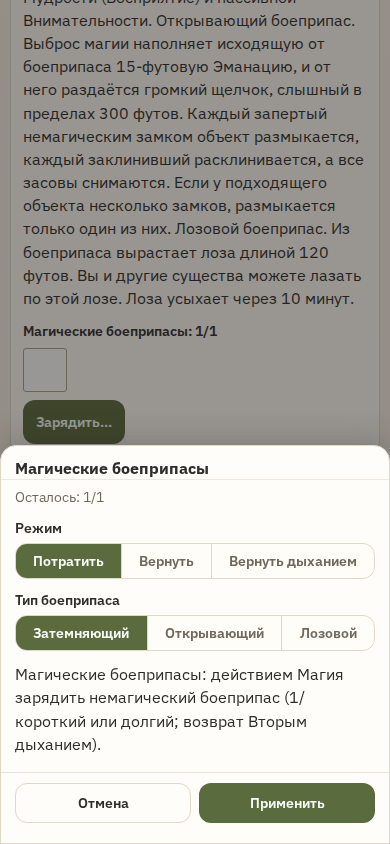 Мудрости (Восприятие) и пассивной
Внимательности. Открывающий боеприпас.
Выброс магии наполняет исходящую от
боеприпаса 15-футовую Эманацию, и от
него раздаётся громкий щелчок, слышный в
пределах 300 футов. Каждый запертый
немагическим замком объект размыкается,
каждый заклинивший расклинивается, а все
засовы снимаются. Если у подходящего
объекта несколько замков, размыкается
только один из них. Лозовой боеприпас. Из
боеприпаса вырастает лоза длиной 120
футов. Вы и другие существа можете лазать
по этой лозе. Лоза усыхает через 10 минут.
Магические боеприпасы: 1/1
Зарядить...
Магические боеприпасы
Осталось: 1/1
Режим
Потратить Вернуть Вернуть дыханием
Тип боеприпаса
Затемняющий Открывающий Лозовой
Магические боеприпасы: действием Магия
зарядить немагический боеприпас (1/
короткий или долгий; возврат Вторым
дыханием).
Отмена Применить